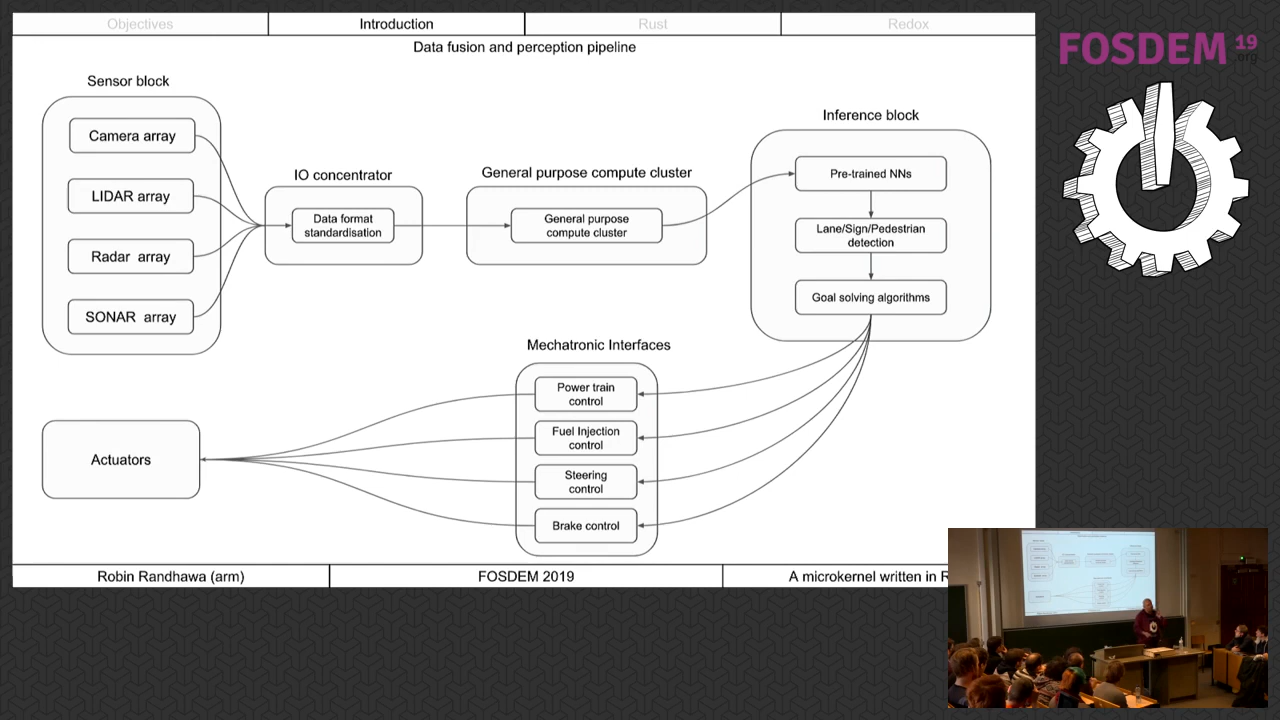 Objectives
Introduction
Rust
Redox
Data fusion and perception pipeline
Sensor block
Camera array
LIDAR array
Radar array
SONAR array
IO concentrator
Data format
standardisation
General purpose compute cluster
General purpose
compute cluster
Inference block
Pre-trained NNs
Lane/Sign/Pedestrian
detection
Goal solving algorithms
Mechatronic Interfaces
Power train
control
Fuel Injection
control
Steering
control
Brake control
Actuators
Robin Randhawa (arm)
FOSDEM 2019
A microkernel written in
FOSDEM 19
.org